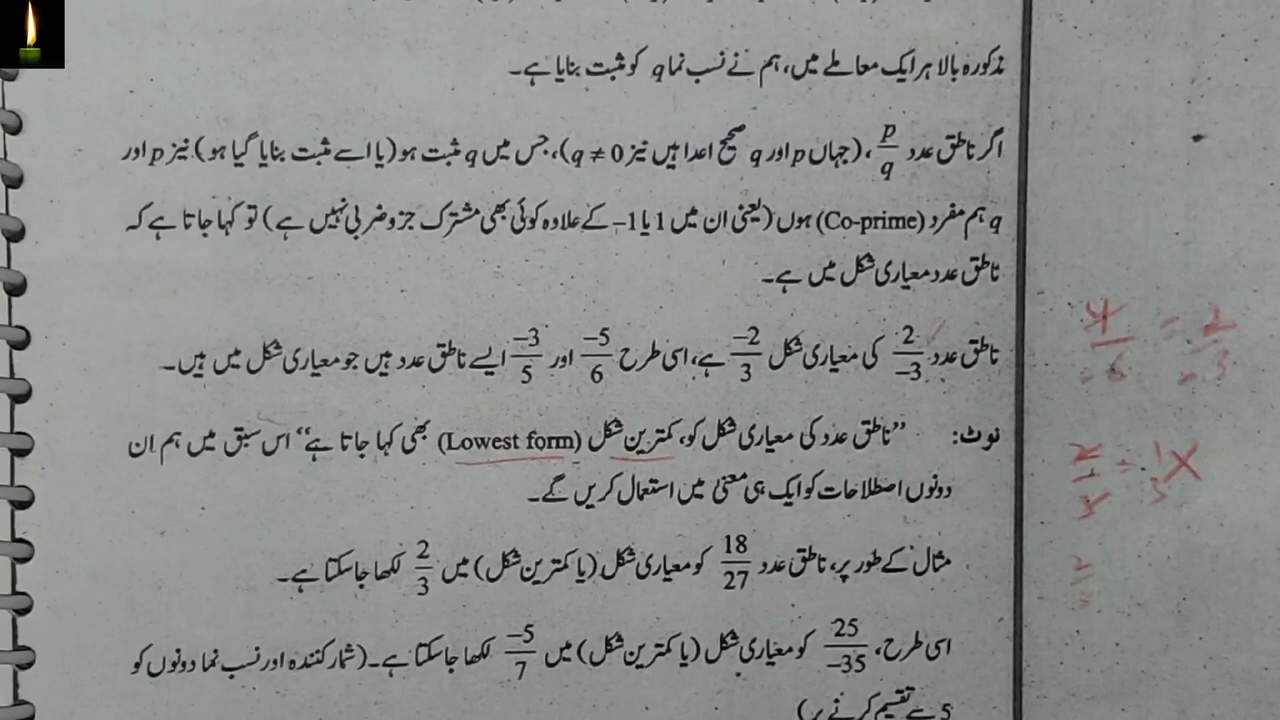 مذکورہ بالا ہر ایک معاملے میں، ہم نے نسب نما q کو مثبت بنایا ہے۔
اگر ناطق عدد p/q، (جہاں p اور q صحیح اعداد ہیں نیز q ≠ 0)، جس میں q مثبت ہو (یا اسے مثبت بنایا گیا ہو) نیز p اور
q ہم مفرد (Co-prime) ہوں (یعنی ان میں 1 یا 1– کے علاوہ کوئی بھی مشترک جزو ضربی نہیں ہے) تو کہا جاتا ہے کہ
ناطق عدد معیاری شکل میں ہے۔
ناطق عدد 2/–3 کی معیاری شکل –2/3 ہے، اسی طرح –5/6 اور –3/5 ایسے ناطق عدد ہیں جو معیاری شکل میں ہیں۔
نوٹ: ”ناطق عدد کی معیاری شکل کو، کمترین شکل (Lowest form) بھی کہا جاتا ہے“ اس سبق میں ہم ان
دونوں اصطلاحات کو ایک ہی معنیٰ میں استعمال کریں گے۔
مثال کے طور پر، ناطق عدد 18/27 کو معیاری شکل (یا کمترین شکل) میں 2/3 لکھا جاسکتا ہے۔
اسی طرح، 25/–35 کو معیاری شکل (یا کمترین شکل) میں –5/7 لکھا جاسکتا ہے۔ (شمار کنندہ اور نسب نما دونوں کو
5 سے تقسیم کرنے پر)